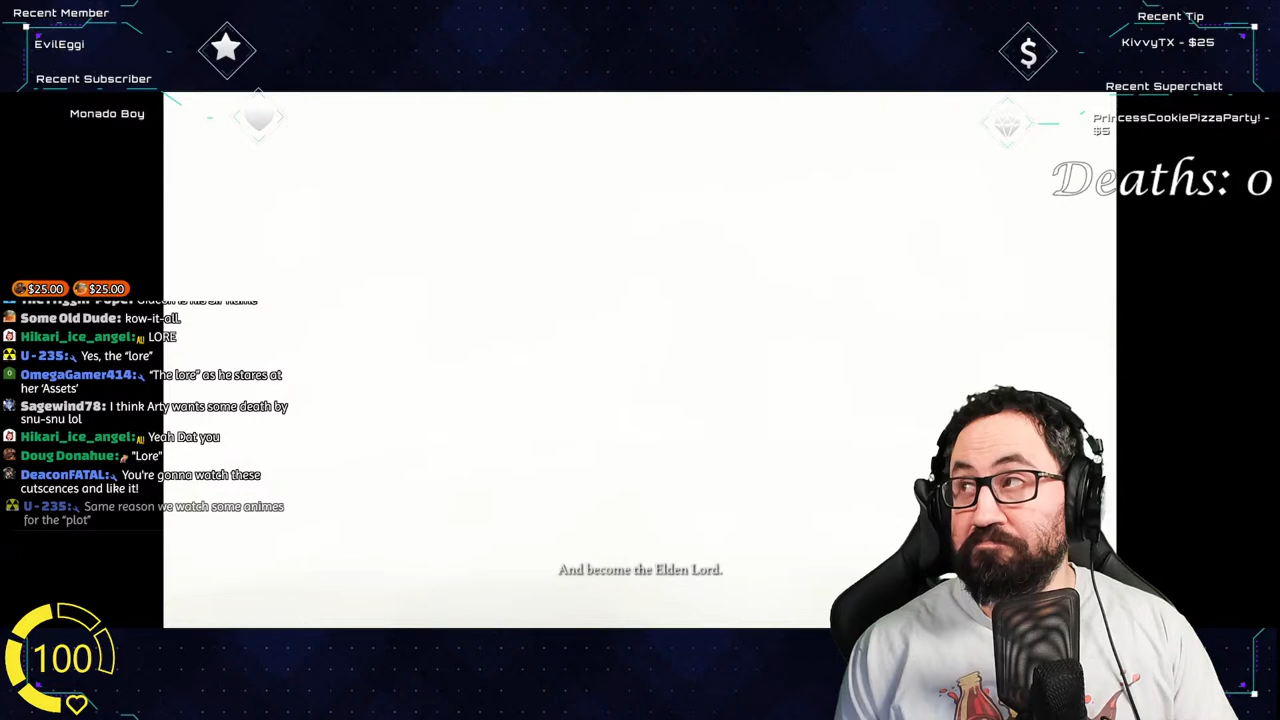 Recent Member
EvilEggi
Recent Subscriber
Monado Boy
Recent Tip
KivvyTX - $25
Recent Superchatt
PrincessCookiePizzaParty! -
$5
Deaths: 0
$25.00 $25.00
Some Old Dude: kow-it-all.
Hikari_ice_angel: LORE
U-235: Yes, the "lore"
OmegaGamer414: "The lore" as he stares at
her 'Assets'
Sagewind78: I think Arty wants some death by
snu-snu lol
Hikari_ice_angel: Yeah Dat you
Doug Donahue: "Lore"
DeaconFATAL: You're gonna watch these
cutscences and like it!
U-235: Same reason we watch some animes
for the "plot"
And become the Elden Lord.
100